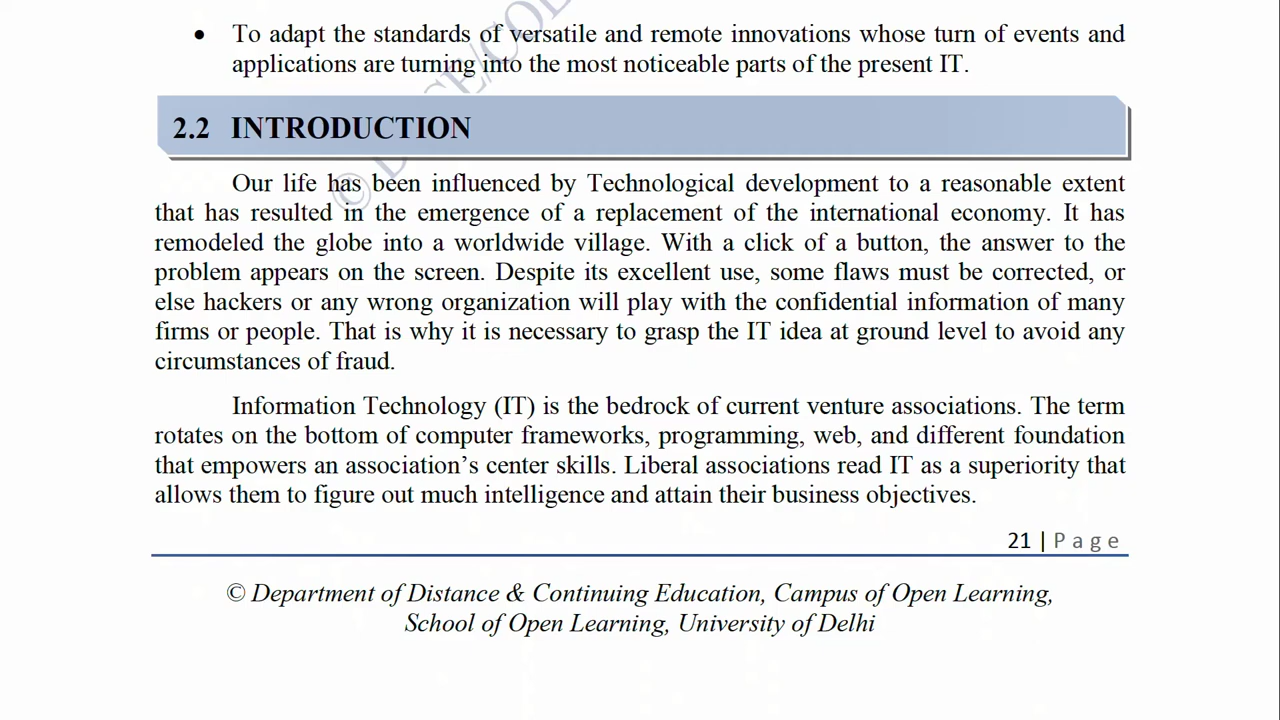 • To adapt the standards of versatile and remote innovations whose turn of events and
applications are turning into the most noticeable parts of the present IT.
2.2 INTRODUCTION
Our life has been influenced by Technological development to a reasonable extent
that has resulted in the emergence of a replacement of the international economy. It has
remodeled the globe into a worldwide village. With a click of a button, the answer to the
problem appears on the screen. Despite its excellent use, some flaws must be corrected, or
else hackers or any wrong organization will play with the confidential information of many
firms or people. That is why it is necessary to grasp the IT idea at ground level to avoid any
circumstances of fraud.
Information Technology (IT) is the bedrock of current venture associations. The term
rotates on the bottom of computer frameworks, programming, web, and different foundation
that empowers an association’s center skills. Liberal associations read IT as a superiority that
allows them to figure out much intelligence and attain their business objectives.
21 | Page
© Department of Distance & Continuing Education, Campus of Open Learning,
School of Open Learning, University of Delhi